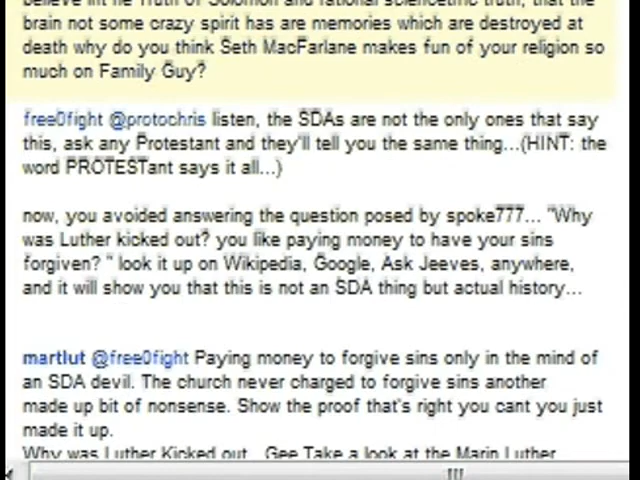 believe in the Truth of Solomon and rational sciencetific truth, that the
brain not some crazy spirit has are memories which are destroyed at
death why do you think Seth MacFarlane makes fun of your religion so
much on Family Guy?
free0fight @protochris listen, the SDAs are not the only ones that say
this, ask any Protestant and they'll tell you the same thing...(HINT: the
word PROTESTant says it all...)
now, you avoided answering the question posed by spoke777... "Why
was Luther kicked out? you like paying money to have your sins
forgiven? " look it up on Wikipedia, Google, Ask Jeeves, anywhere,
and it will show you that this is not an SDA thing but actual history...
martlut @free0fight Paying money to forgive sins only in the mind of
an SDA devil. The church never charged to forgive sins another
made up bit of nonsense. Show the proof that's right you cant you just
made it up.
Why was Luther Kicked out.. Gee Take a look at the Marin Luther